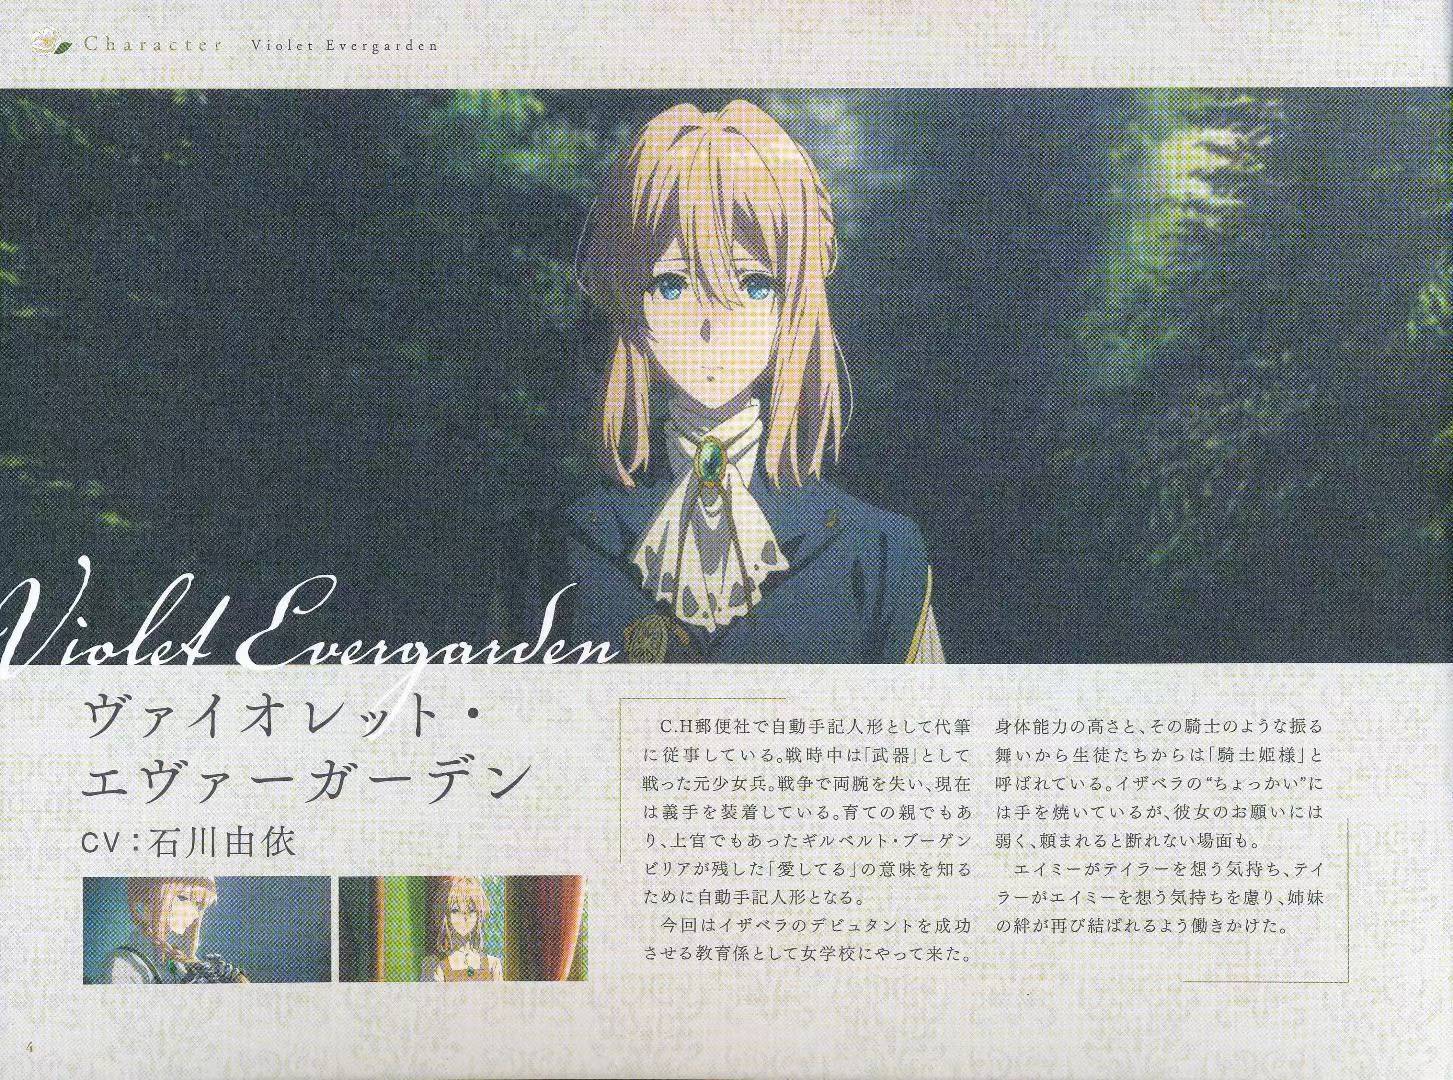 Character Violet Evergarden
Violet Evergarden
ヴァイオレット・
エヴァーガーデン
CV：石川由依
C.H郵便社で自動手記人形として代筆
に従事している。戦時中は「武器」として
戦った元少女兵。戦争で両腕を失い、現在
は義手を装着している。育ての親でもあ
り、上官でもあったギルベルト・ブーゲン
ビリアが残した「愛してる」の意味を知る
ために自動手記人形となる。
今回はイザベラのデビュタントを成功
させる教育係として女学校にやって来た。
身体能力の高さと、その騎士のような振る
舞いから生徒たちからは「騎士姫様」と
呼ばれている。イザベラの“ちょっかい”に
は手を焼いているが、彼女のお願いには
弱く、頼まれると断れない場面も。
エイミーがテイラーを想う気持ち、テイ
ラーがエイミーを想う気持ちを慮り、姉妹
の絆が再び結ばれるよう働きかけた。
4